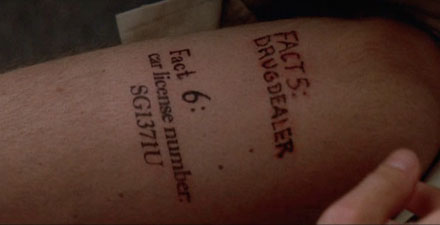 FACT 5:
DRUGDEALER
Fact 6:
car license number:
SG1371U